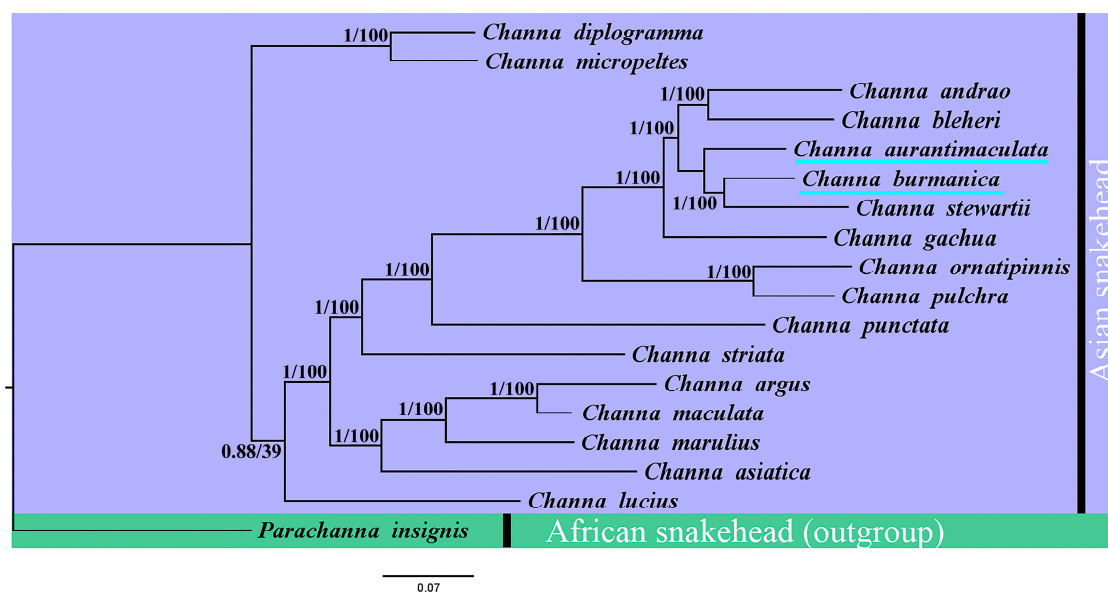 1/100
Channa diplogramma
Channa micropeltes
1/100
Channa andrao
1/100
Channa bleheri
Channa aurantimaculata
1/100
Channa burmanica
1/100
Channa stewartii
1/100
Channa gachua
1/100
Channa ornatipinnis
1/100
Channa pulchra
1/100
Channa punctata
1/100
Channa striata
1/100
Channa argus
1/100
Channa maculata
1/100
Channa marulius
1/100
0.88/39
Channa asiatica
Channa lucius
Asian snakehead
Parachanna insignis
African snakehead (outgroup)
0.07